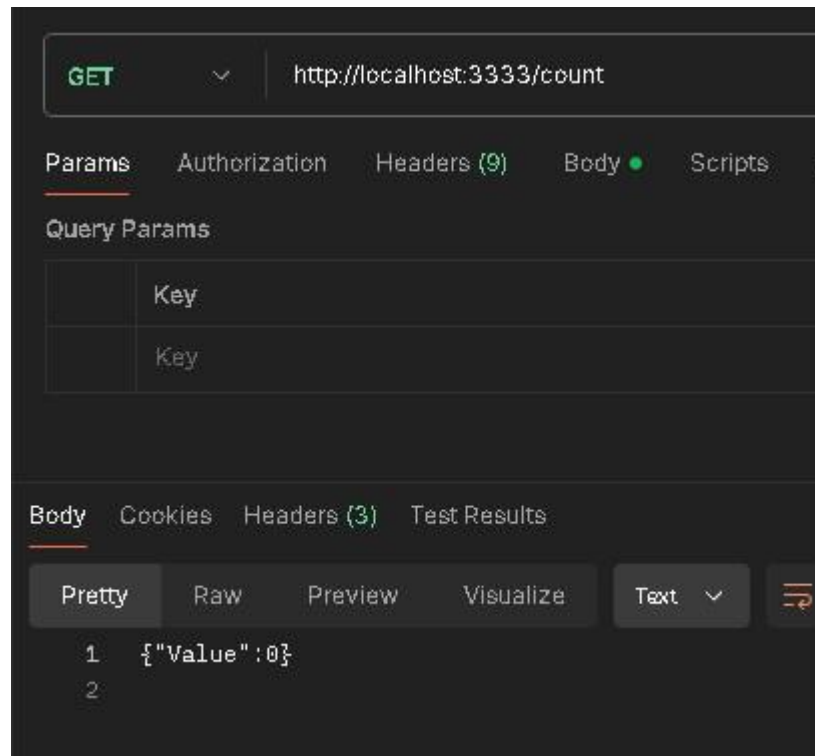 GET http://localhost:3333/count
Params Authorization Headers (9) Body Scripts
Query Params
Key
Key
Body Cookies Headers (3) Test Results
Pretty Raw Preview Visualize Text
1 {"Value":0}
2